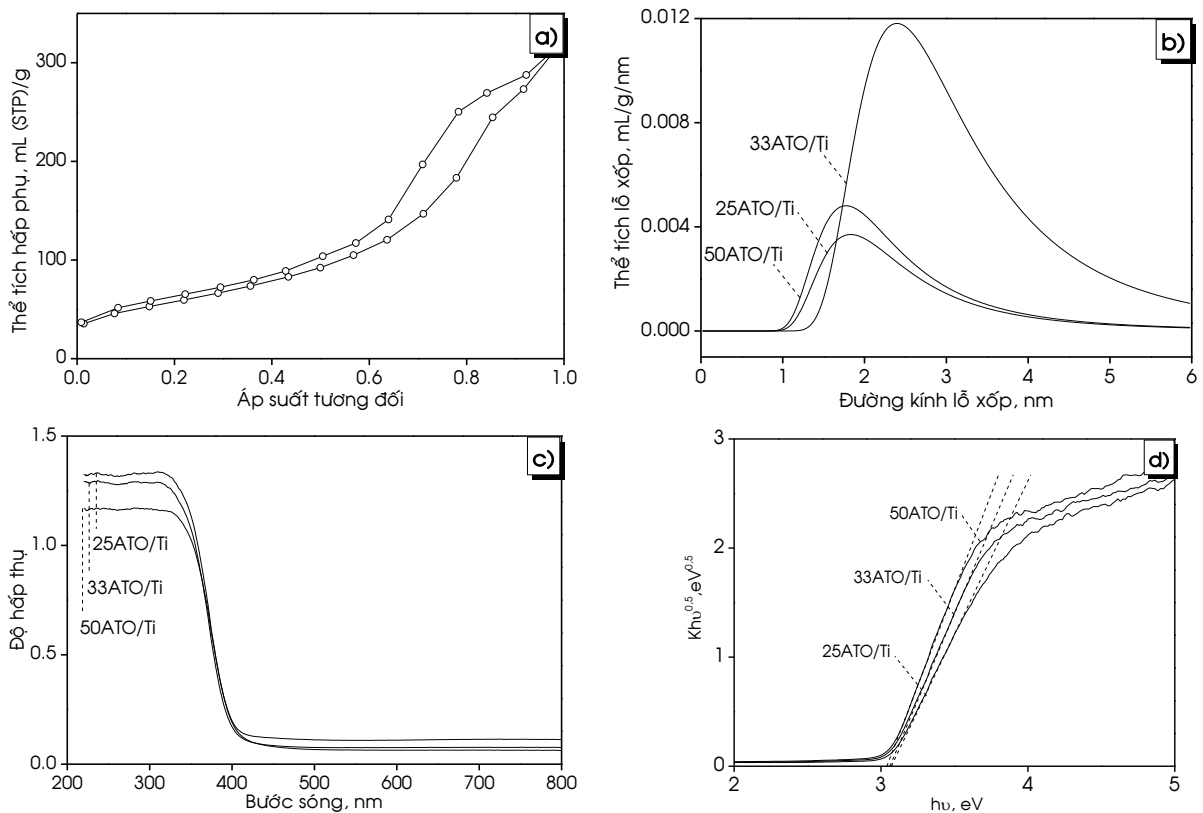 a)
300
200
100
0
0.0 0.2 0.4 0.6 0.8 1.0
Thể tích hấp phụ, mL (STP)/g
Áp suất tương đối
b)
0.012
0.008
0.004
0.000
0 1 2 3 4 5 6
Thể tích lỗ xốp, mL/g/nm
Đường kính lỗ xốp, nm
33ATO/Ti
25ATO/Ti
50ATO/Ti
c)
1.5
1.0
0.5
0.0
200 300 400 500 600 700 800
Độ hấp thụ
Bước sóng, nm
25ATO/Ti
33ATO/Ti
50ATO/Ti
d)
3
2
1
0
2 3 4 5
Khυ^0.5,eV^0.5
hυ, eV
50ATO/Ti
33ATO/Ti
25ATO/Ti